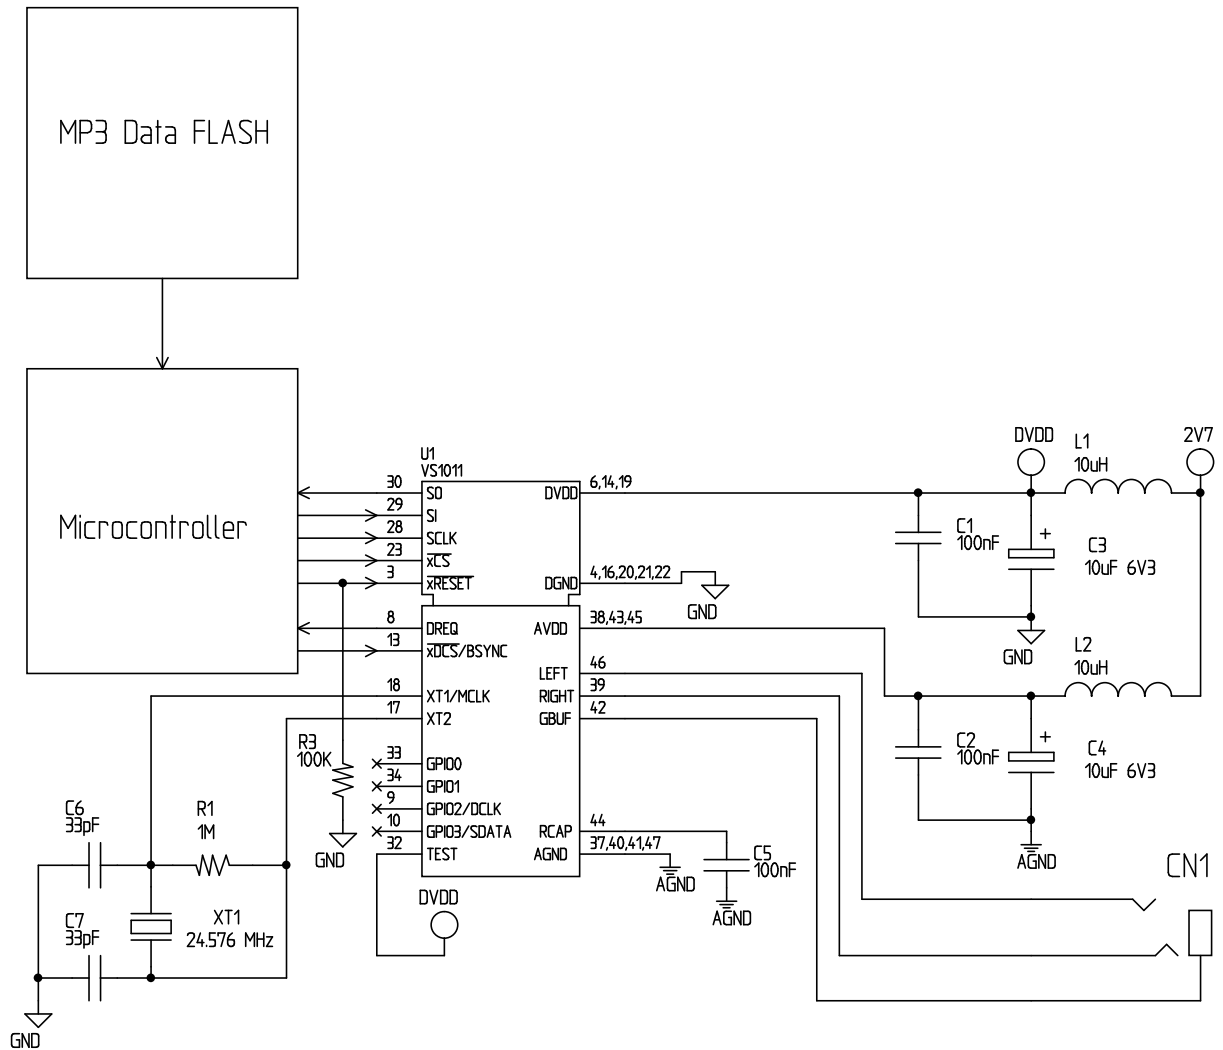 MP3 Data FLASH
Microcontroller
U1
VS1011
30 SO
29 SI
28 SCLK
23 xCS
3 xRESET
8 DREQ
13 xDCS/BSYNC
18 XT1/MCLK
17 XT2
33 GPIO0
34 GPIO1
9 GPIO2/DCLK
10 GPIO3/SDATA
32 TEST
DVDD 6,14,19
DGND 4,16,20,21,22
GND
AVDD 38,43,45
LEFT 46
RIGHT 39
GBUF 42
RCAP 44
AGND 37,40,41,47
AGND
C5
100nF
AGND
DVDD
R3
100K
GND
C6
33pF
R1
1M
C7
33pF
XT1
24.576 MHz
GND
DVDD
L1
10uH
2V7
C1
100nF
+
C3
10uF 6V3
GND
L2
10uH
C2
100nF
+
C4
10uF 6V3
AGND
CN1